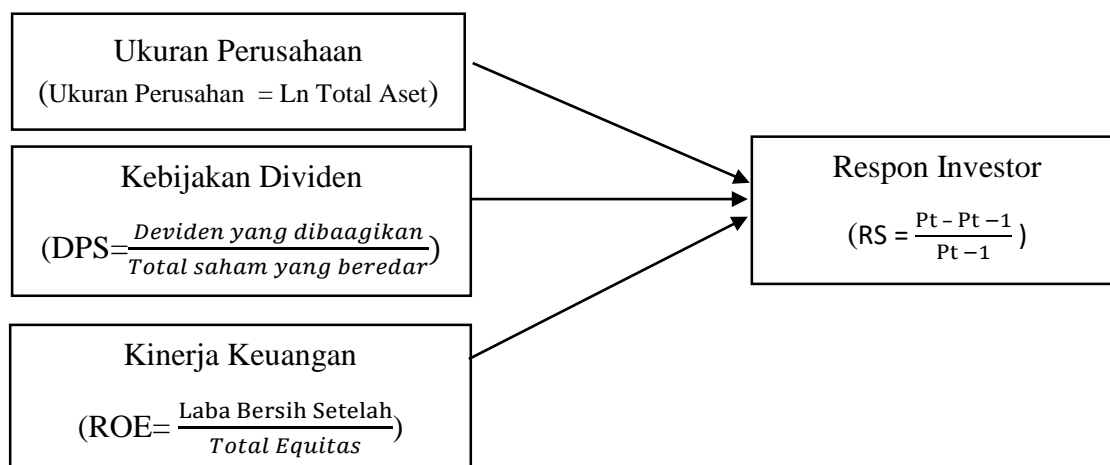 Ukuran Perusahaan
(Ukuran Perusahan = Ln Total Aset)
Kebijakan Dividen
(DPS=Deviden yang dibaagikan
Total saham yang beredar)
Kinerja Keuangan
(ROE= Laba Bersih Setelah
Total Equitas)
Respon Investor
(RS = Pt – Pt –1
Pt –1 )